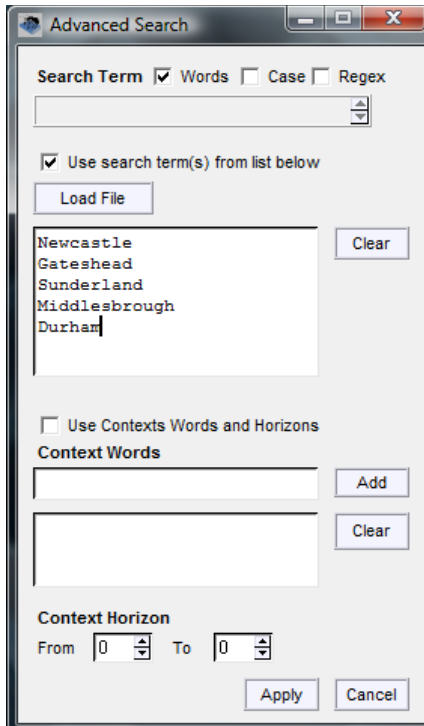 Advanced Search
Search Term Words Case Regex
Use search term(s) from list below
Load File
Newcastle Clear
Gateshead
Sunderland
Middlesbrough
Durham
Use Contexts Words and Horizons
Context Words
Add
Clear
Context Horizon
From 0 To 0
Apply Cancel